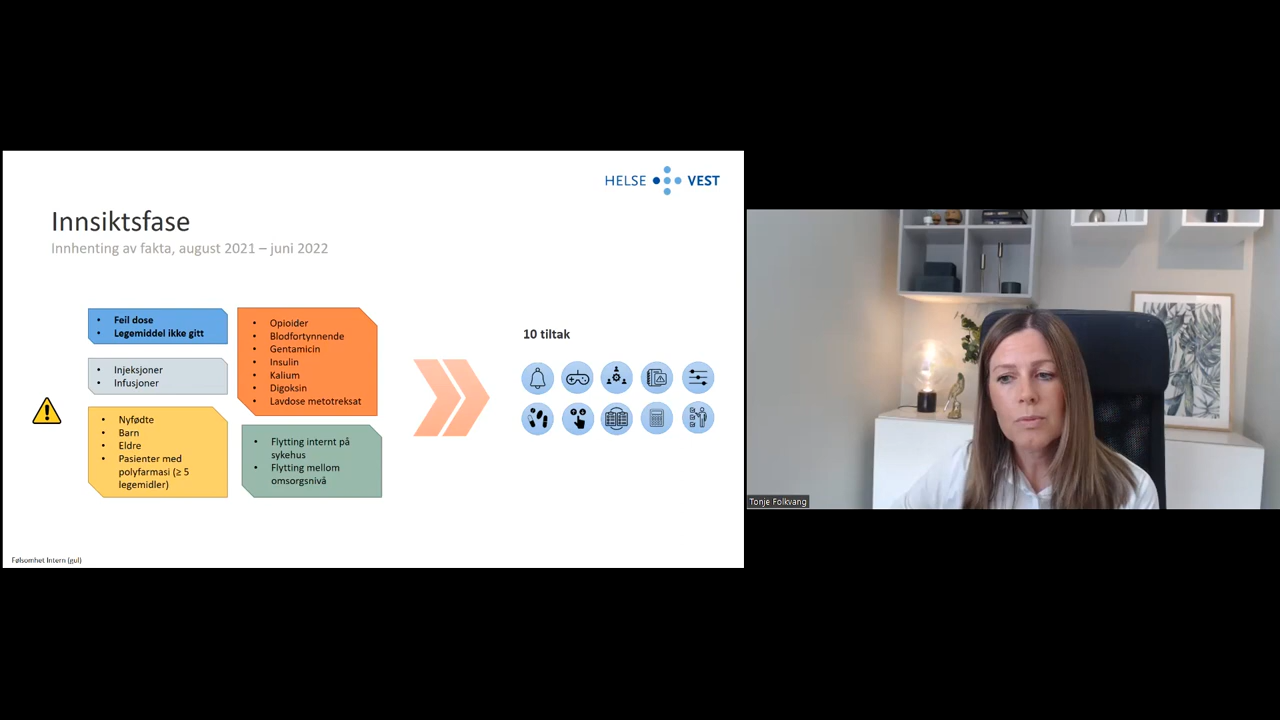 HELSE VEST
Innsiktsfase
Innhenting av fakta, august 2021 – juni 2022
• Feil dose
• Legemiddel ikke gitt
• Injeksjoner
• Infusjoner
• Nyfødte
• Barn
• Eldre
• Pasienter med
polyfarmasi (≥ 5
legemidler)
• Opioider
• Blodfortynnende
• Gentamicin
• Insulin
• Kalium
• Digoksin
• Lavdose metotreksat
• Flytting internt på
sykehus
• Flytting mellom
omsorgsnivå
10 tiltak
Følsomhet Intern (gul)
Tonje Folkvang